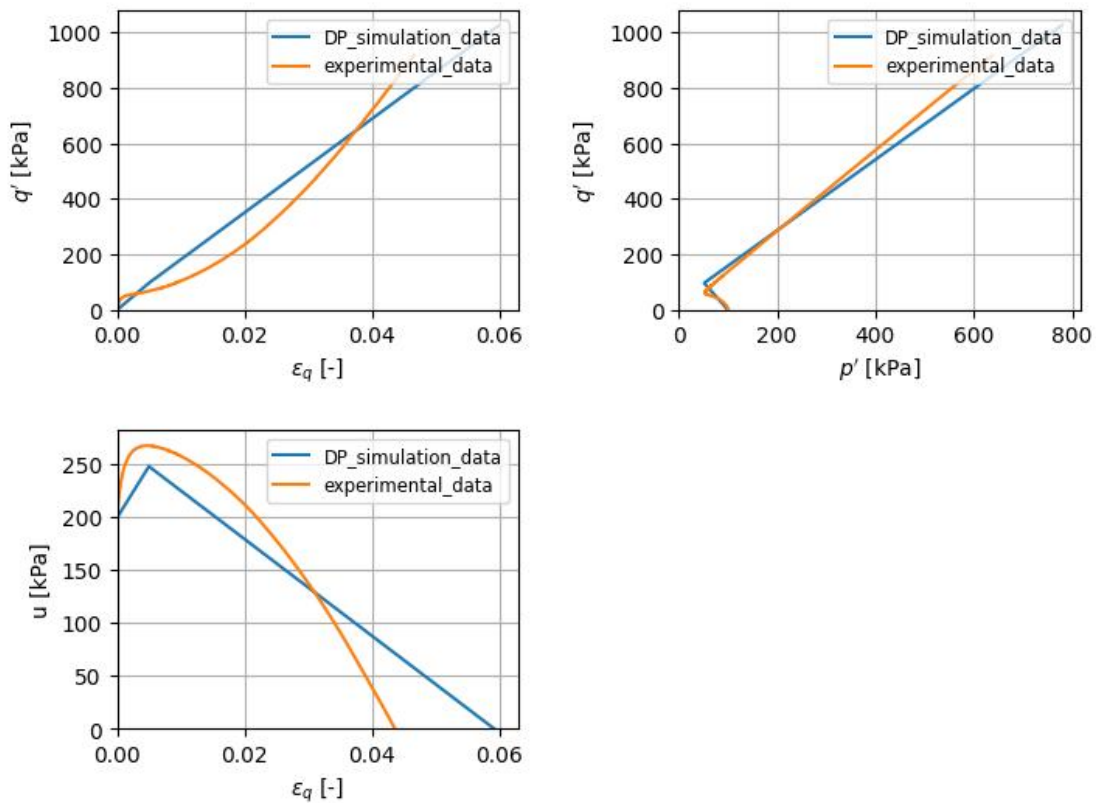 1000
800
600
400
200
0
q′ [kPa]
0.00 0.02 0.04 0.06
εq [-]
DP_simulation_data
experimental_data
1000
800
600
400
200
0
q′ [kPa]
0 200 400 600 800
p′ [kPa]
DP_simulation_data
experimental_data
250
200
150
100
50
0
u [kPa]
0.00 0.02 0.04 0.06
εq [-]
DP_simulation_data
experimental_data